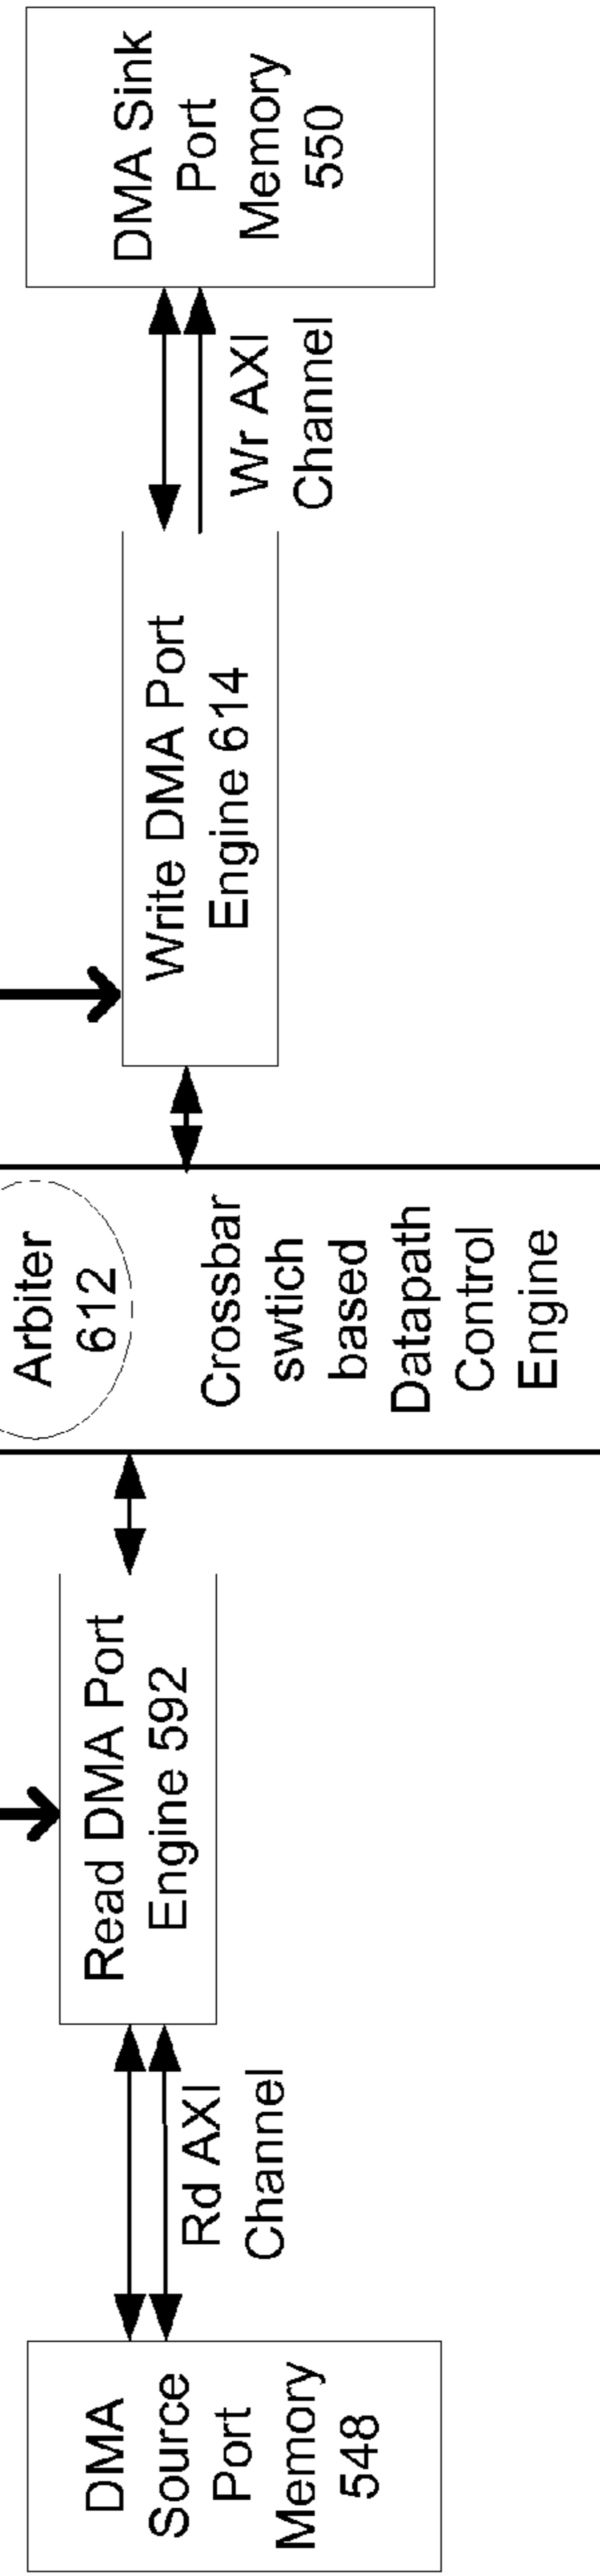 DMA
Source
Port
Memory
548
Rd AXI
Channel
Read DMA Port
Engine 592
Arbiter
612
Crossbar
swtich
based
Datapath
Control
Engine
Write DMA Port
Engine 614
Wr AXI
Channel
DMA Sink
Port
Memory
550